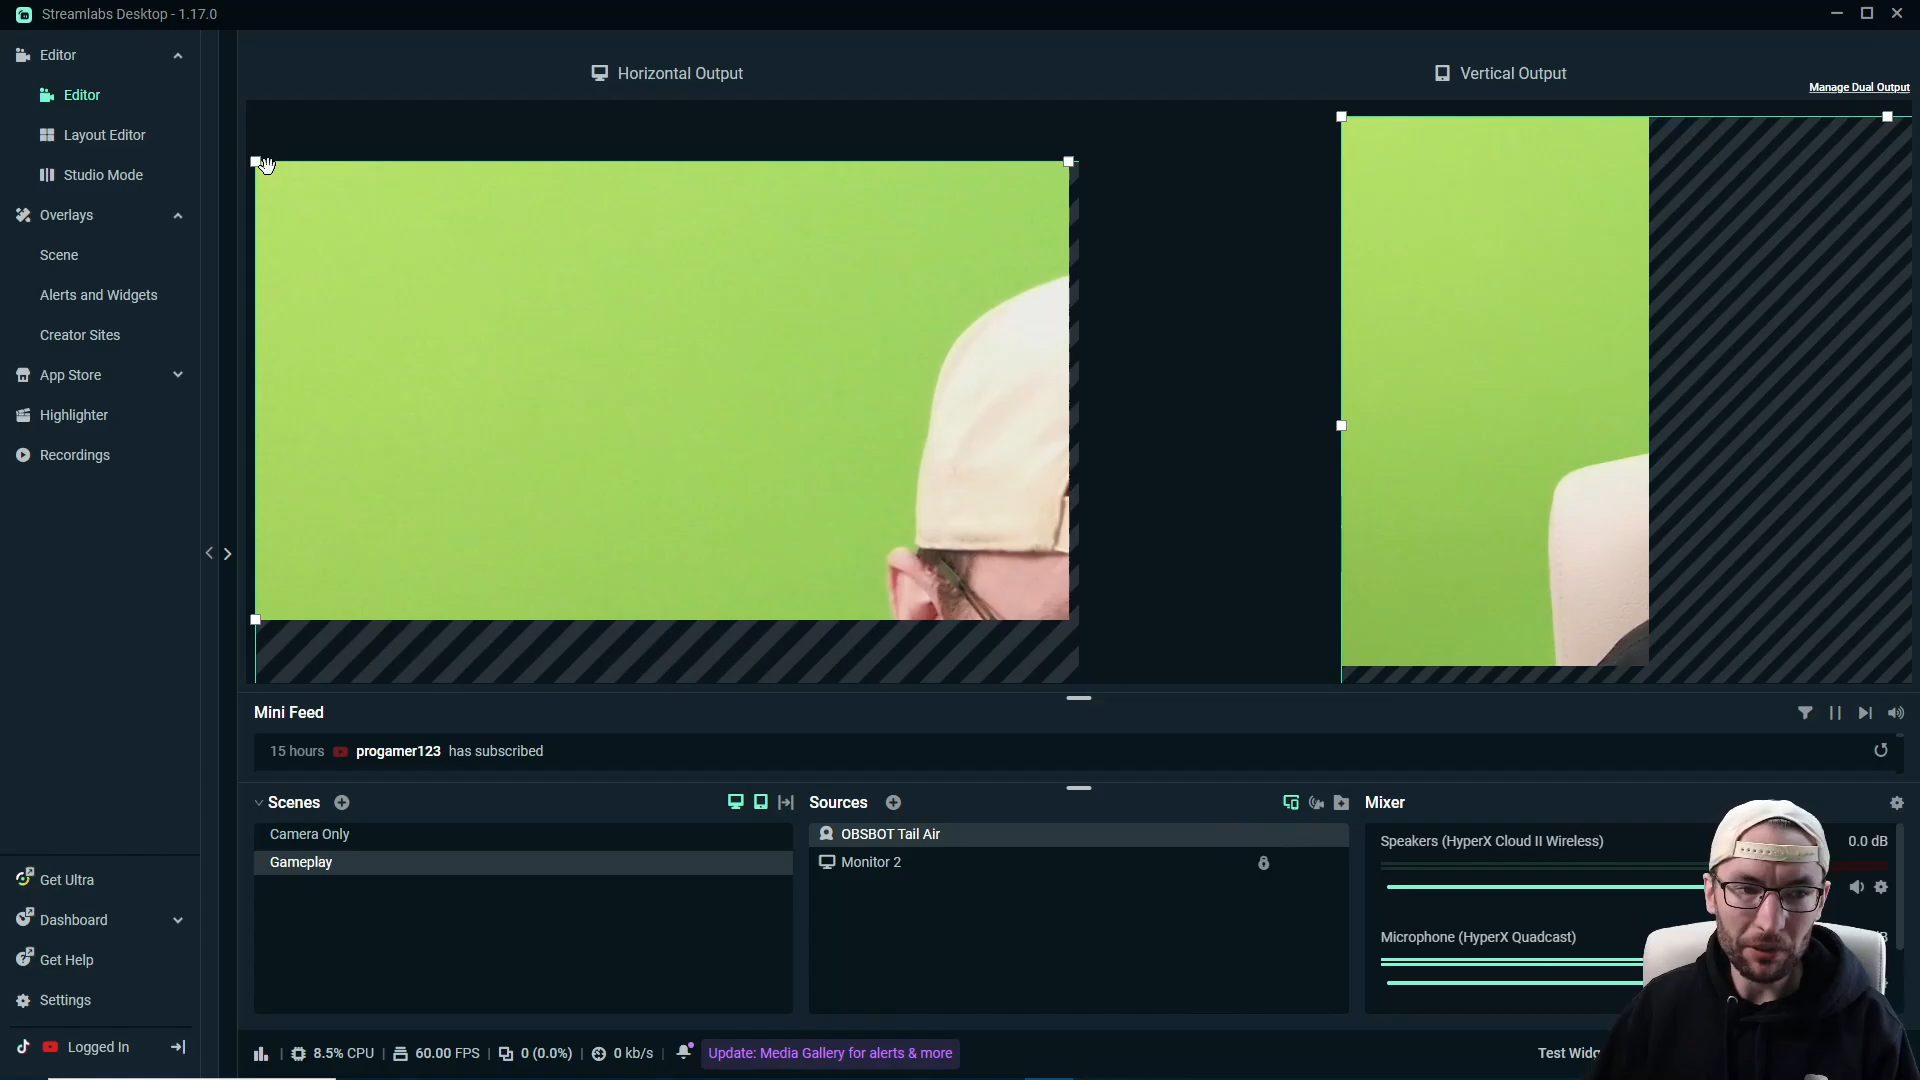 Streamlabs Desktop - 1.17.0
Editor
Editor
Layout Editor
Studio Mode
Overlays
Scene
Alerts and Widgets
Creator Sites
App Store
Highlighter
Recordings
Get Ultra
Dashboard
Get Help
Settings
Logged In
Horizontal Output
Vertical Output
Manage Dual Output
Mini Feed
15 hours progamer123 has subscribed
Scenes
Camera Only
Gameplay
Sources
OBSBOT Tail Air
Monitor 2
Mixer
Speakers (HyperX Cloud II Wireless) 0.0 dB
Microphone (HyperX Quadcast)
8.5% CPU | 60.00 FPS | 0 (0.0%) | 0 kb/s | Update: Media Gallery for alerts & more
Test